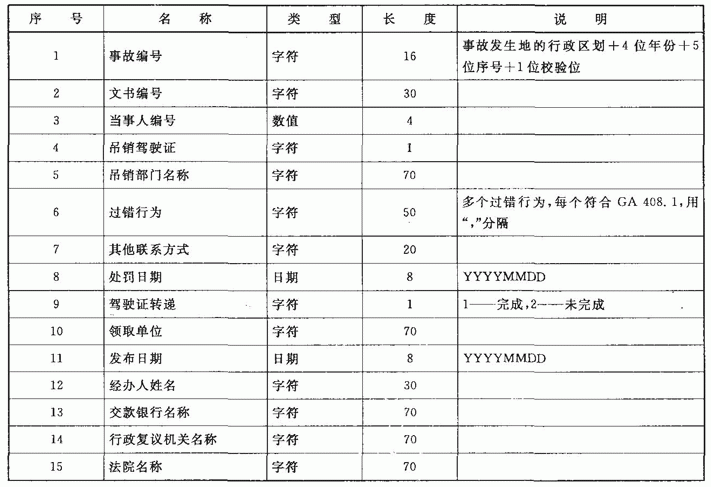 序号 名称 类型 长度 说明
1 事故编号 字符 16 事故发生地的行政区划+4位年份+5
位序号+1位校验位
2 文书编号 字符 30
3 当事人编号 数值 4
4 吊销驾驶证 字符 1
5 吊销部门名称 字符 70
6 过错行为 字符 50 多个过错行为,每个符合 GA 408.1,用
“,”分隔
7 其他联系方式 字符 20
8 处罚日期 日期 8 YYYYMMDD
9 驾驶证转递 字符 1 1——完成,2——未完成
10 领取单位 字符 70
11 发布日期 日期 8 YYYYMMDD
12 经办人姓名 字符 30
13 交款银行名称 字符 70
14 行政复议机关名称 字符 70
15 法院名称 字符 70